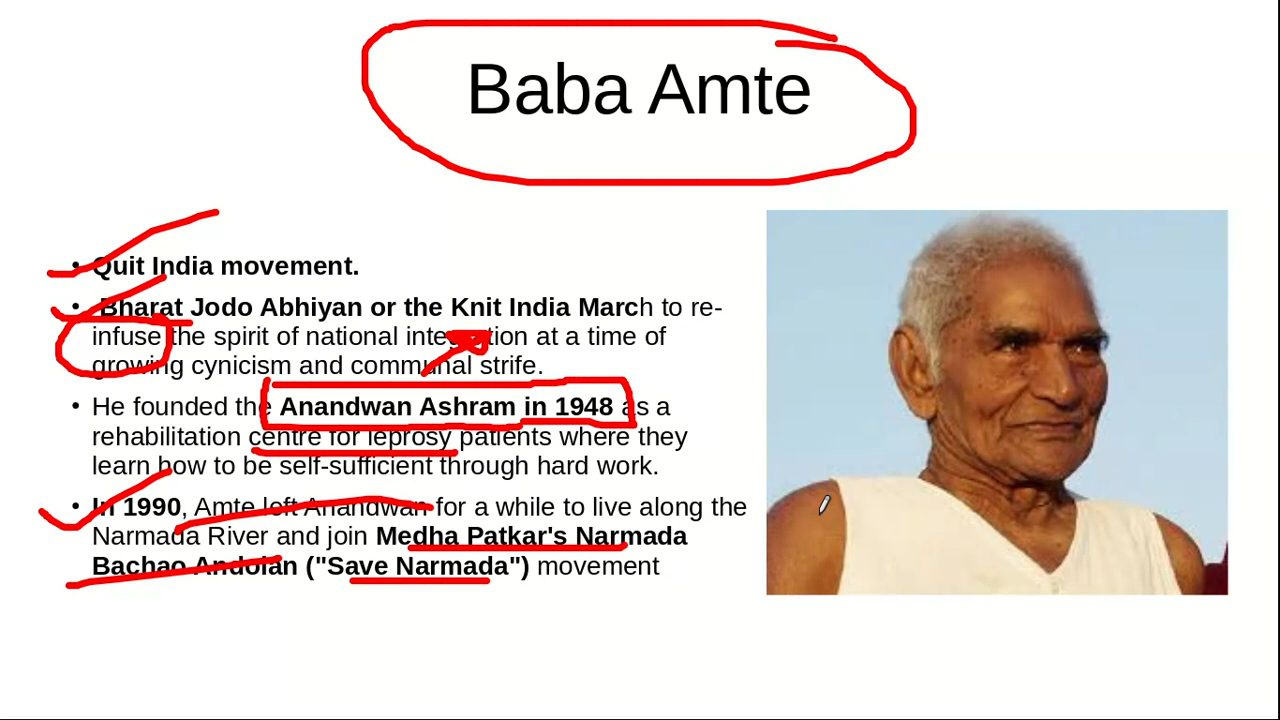 Baba Amte
• Quit India movement.
• Bharat Jodo Abhiyan or the Knit India March to re-
infuse the spirit of national integration at a time of
growing cynicism and communal strife.
• He founded the Anandwan Ashram in 1948 as a
rehabilitation centre for leprosy patients where they
learn how to be self-sufficient through hard work.
• In 1990, Amte left Anandwan for a while to live along the
Narmada River and join Medha Patkar's Narmada
Bachao Andolan ("Save Narmada") movement